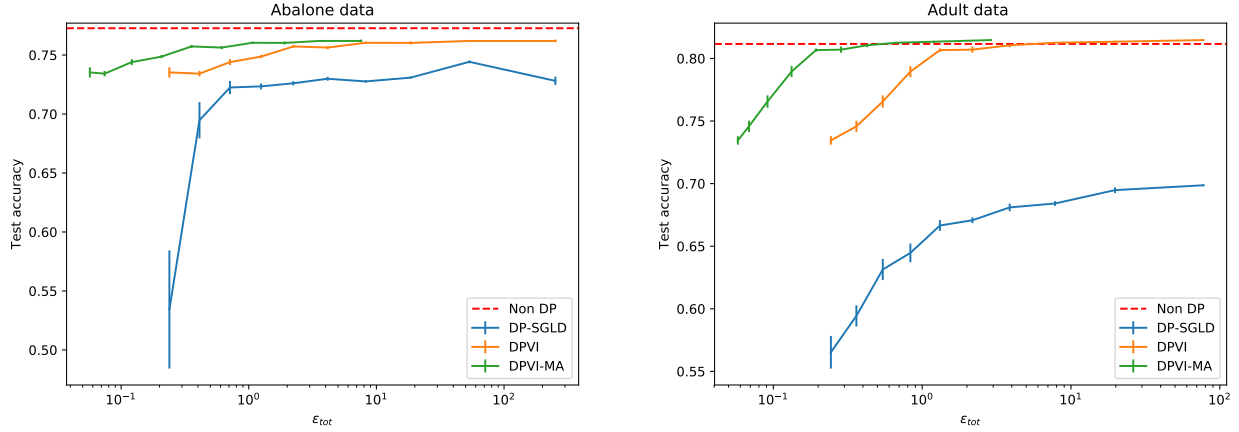 Abalone data
Test accuracy
0.75
0.70
0.65
0.60
0.55
0.50
10⁻¹
10⁰
10¹
10²
ε_tot
Non DP
DP-SGLD
DPVI
DPVI-MA
Adult data
Test accuracy
0.80
0.75
0.70
0.65
0.60
0.55
10⁻¹
10⁰
10¹
10²
ε_tot
Non DP
DP-SGLD
DPVI
DPVI-MA